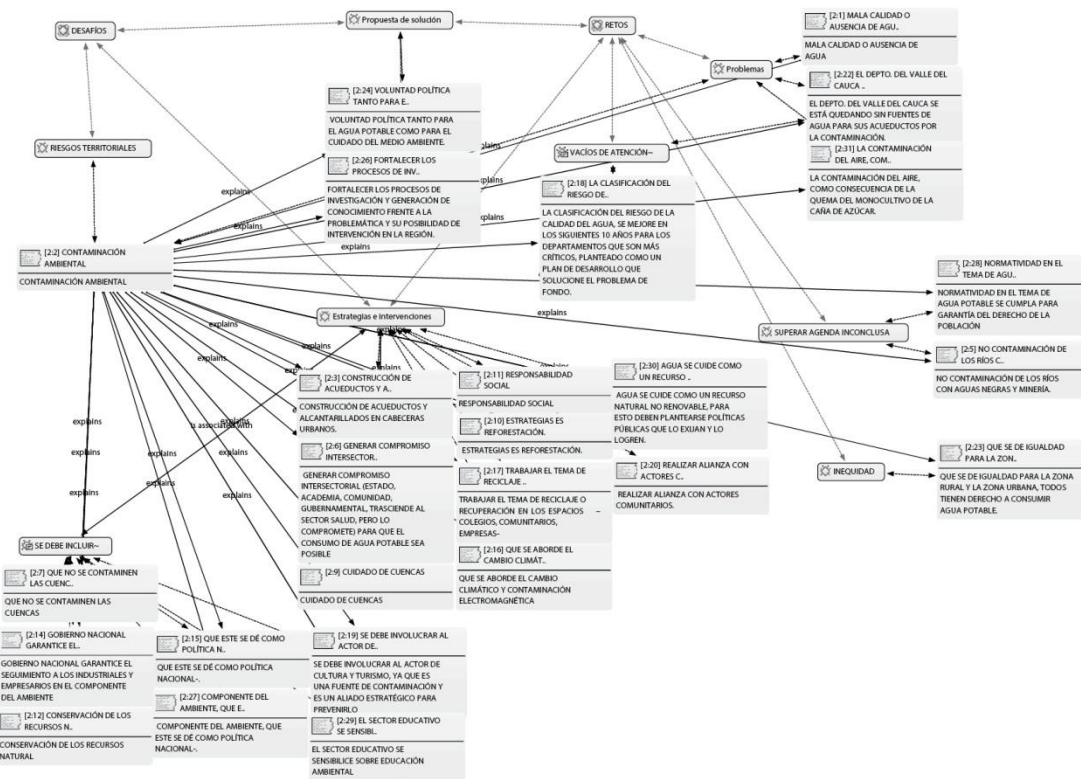 DESAFÍOS
Propuesta de solución
RETOS
[2:1] MALA CALIDAD O
AUSENCIA DE AGU..
MALA CALIDAD O AUSENCIA DE
AGUA
Problemas
[2:22] EL DEPTO. DEL VALLE DEL
CAUCA ..
EL DEPTO. DEL VALLE DEL CAUCA SE
ESTÁ QUEDANDO SIN FUENTES DE
AGUA PARA SUS ACUEDUCTOS POR
LA CONTAMINACIÓN.
[2:31] LA CONTAMINACIÓN
DEL AIRE, COM..
LA CONTAMINACIÓN DEL AIRE,
COMO CONSECUENCIA DE LA
QUEMA DEL MONOCULTIVO DE LA
CAÑA DE AZÚCAR.
[2:24] VOLUNTAD POLÍTICA
TANTO PARA E..
VOLUNTAD POLÍTICA TANTO PARA
EL AGUA POTABLE COMO PARA EL
CUIDADO DEL MEDIO AMBIENTE.
[2:26] FORTALECER LOS
PROCESOS DE INV..
FORTALECER LOS PROCESOS DE
INVESTIGACIÓN Y GENERACIÓN DE
CONOCIMIENTO FRENTE A LA
PROBLEMÁTICA Y SU POSIBILIDAD DE
INTERVENCIÓN EN LA REGIÓN.
RIESGOS TERRITORIALES
VACÍOS DE ATENCIÓN~
[2:18] LA CLASIFICACIÓN DEL
RIESGO DE..
LA CLASIFICACIÓN DEL RIESGO DE LA
CALIDAD DEL AGUA, SE MEJORE EN
LOS SIGUIENTES 10 AÑOS PARA LOS
DEPARTAMENTOS QUE SON MÁS
CRÍTICOS, PLANTEADO COMO UN
PLAN DE DESARROLLO QUE
SOLUCIONE EL PROBLEMA DE
FONDO.
explains
explains
explains
explains
explains
[2:2] CONTAMINACIÓN
AMBIENTAL
CONTAMINACIÓN AMBIENTAL
[2:28] NORMATIVIDAD EN EL
TEMA DE AGU..
NORMATIVIDAD EN EL TEMA DE
AGUA POTABLE SE CUMPLA PARA
GARANTÍA DEL DERECHO DE LA
POBLACIÓN
explains
Estrategias e intervenciones
SUPERAR AGENDA INCONCLUSA
[2:5] NO CONTAMINACIÓN DE
LOS RÍOS C..
NO CONTAMINACIÓN DE LOS RÍOS
CON AGUAS NEGRAS Y MINERÍA.
explains
explains
explains
explains
[2:3] CONSTRUCCIÓN DE
ACUEDUCTOS Y A..
CONSTRUCCIÓN DE ACUEDUCTOS Y
ALCANTARILLADOS EN CABECERAS
URBANOS.
[2:6] GENERAR COMPROMISO
INTERSECTOR..
GENERAR COMPROMISO
INTERSECTORIAL (ESTADO,
ACADEMIA, COMUNIDAD,
GUBERNAMENTAL, TRASCIENDE AL
SECTOR SALUD, PERO LO
COMPROMETE) PARA QUE EL
CONSUMO DE AGUA POTABLE SEA
POSIBLE
[2:9] CUIDADO DE CUENCAS
CUIDADO DE CUENCAS
[2:11] RESPONSABILIDAD
SOCIAL
RESPONSABILIDAD SOCIAL
[2:10] ESTRATEGIAS ES
REFORESTACIÓN.
ESTRATEGIAS ES REFORESTACIÓN.
[2:17] TRABAJAR EL TEMA DE
RECICLAJE ..
TRABAJAR EL TEMA DE RECICLAJE O
RECUPERACIÓN EN LOS ESPACIOS –
COLEGIOS, COMUNITARIOS,
EMPRESAS-
[2:16] QUE SE ABORDE EL
CAMBIO CLIMÁT..
QUE SE ABORDE EL CAMBIO
CLIMÁTICO Y CONTAMINACIÓN
ELECTROMAGNÉTICA
[2:30] AGUA SE CUIDE COMO
UN RECURSO ..
AGUA SE CUIDE COMO UN RECURSO
NATURAL NO RENOVABLE, PARA
ESTO DEBEN PLANTEARSE POLÍTICAS
PÚBLICAS QUE LO EXIJAN Y LO
LOGREN.
[2:20] REALIZAR ALIANZA CON
ACTORES C..
REALIZAR ALIANZA CON ACTORES
COMUNITARIOS.
INEQUIDAD
[2:23] QUE SE DE IGUALDAD
PARA LA ZON..
QUE SE DE IGUALDAD PARA LA ZONA
RURAL Y LA ZONA URBANA, TODOS
TIENEN DERECHO A CONSUMIR
AGUA POTABLE.
explains
is associated with
explains
explains
explains
explains
explains
explains
SE DEBE INCLUIR~
[2:7] QUE NO SE CONTAMINEN
LAS CUENC..
QUE NO SE CONTAMINEN LAS
CUENCAS
[2:14] GOBIERNO NACIONAL
GARANTICE EL..
GOBIERNO NACIONAL GARANTICE EL
SEGUIMIENTO A LOS INDUSTRIALES Y
EMPRESARIOS EN EL COMPONENTE
DEL AMBIENTE
[2:12] CONSERVACIÓN DE LOS
RECURSOS N..
CONSERVACIÓN DE LOS RECURSOS
NATURAL
[2:15] QUE ESTE SE DÉ COMO
POLÍTICA N..
QUE ESTE SE DÉ COMO POLÍTICA
NACIONAL-.
[2:27] COMPONENTE DEL
AMBIENTE, QUE E..
COMPONENTE DEL AMBIENTE, QUE
ESTE SE DÉ COMO POLÍTICA
NACIONAL-.
[2:19] SE DEBE INVOLUCRAR AL
ACTOR DE..
SE DEBE INVOLUCRAR AL ACTOR DE
CULTURA Y TURISMO, YA QUE ES
UNA FUENTE DE CONTAMINACIÓN Y
ES UN ALIADO ESTRATÉGICO PARA
PREVENIRLO
[2:29] EL SECTOR EDUCATIVO
SE SENSIBI..
EL SECTOR EDUCATIVO SE
SENSIBILICE SOBRE EDUCACIÓN
AMBIENTAL